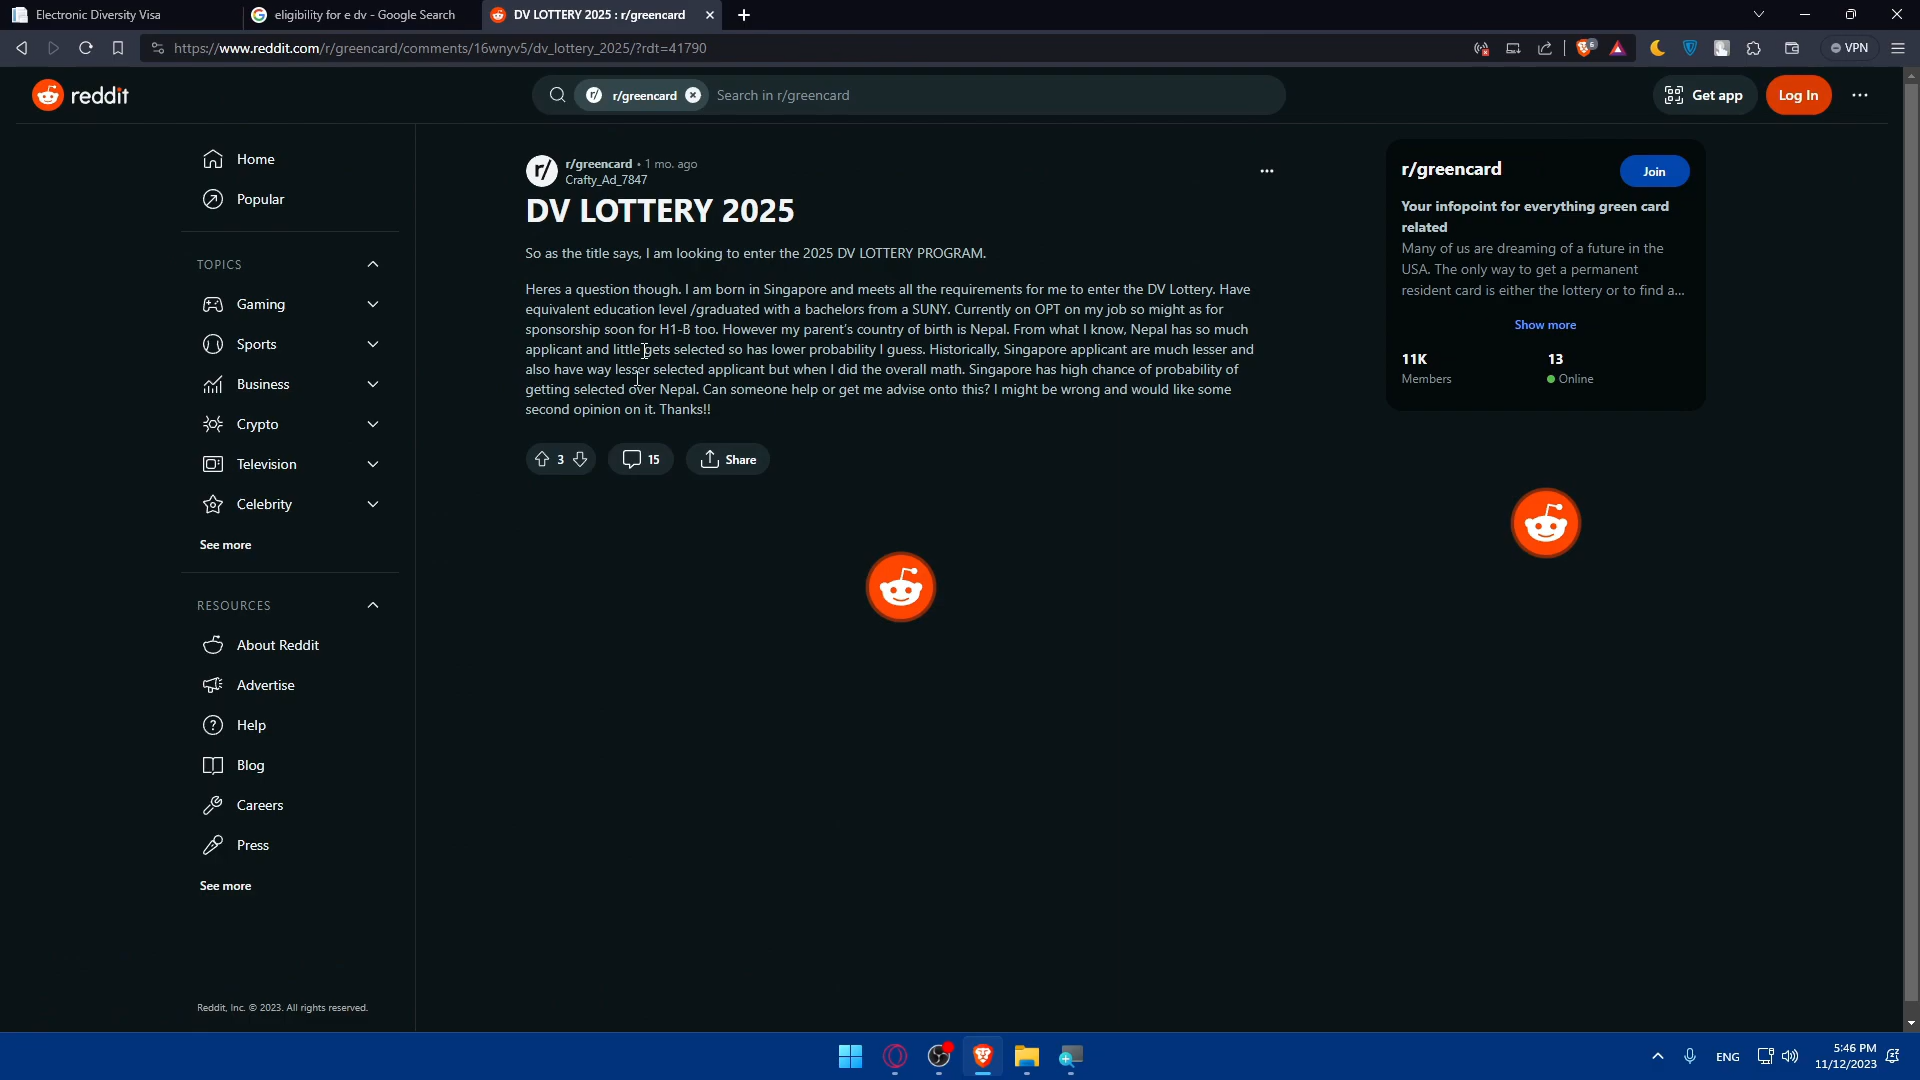 Electronic Diversity Visa
eligibility for e dv - Google Search
DV LOTTERY 2025 : r/greencard
https://www.reddit.com/r/greencard/comments/16wnyv5/dv_lottery_2025/?rdt=41790
6
VPN
reddit
r/ r/greencard
Search in r/greencard
Get app
Log In
Home
Popular
TOPICS
Gaming
Sports
Business
Crypto
Television
Celebrity
See more
RESOURCES
About Reddit
Advertise
Help
Blog
Careers
Press
See more
Reddit, Inc. © 2023. All rights reserved.
r/
r/greencard • 1 mo. ago
Crafty_Ad_7847
DV LOTTERY 2025
So as the title says, I am looking to enter the 2025 DV LOTTERY PROGRAM.
Heres a question though. I am born in Singapore and meets all the requirements for me to enter the DV Lottery. Have
equivalent education level /graduated with a bachelors from a SUNY. Currently on OPT on my job so might as for
sponsorship soon for H1-B too. However my parent's country of birth is Nepal. From what I know, Nepal has so much
applicant and little gets selected so has lower probability I guess. Historically, Singapore applicant are much lesser and
also have way lesser selected applicant but when I did the overall math. Singapore has high chance of probability of
getting selected over Nepal. Can someone help or get me advise onto this? I might be wrong and would like some
second opinion on it. Thanks!!
3
15
Share
r/greencard
Join
Your infopoint for everything green card
related
Many of us are dreaming of a future in the
USA. The only way to get a permanent
resident card is either the lottery or to find a...
Show more
11K
Members
13
Online
ENG
5:46 PM
11/12/2023